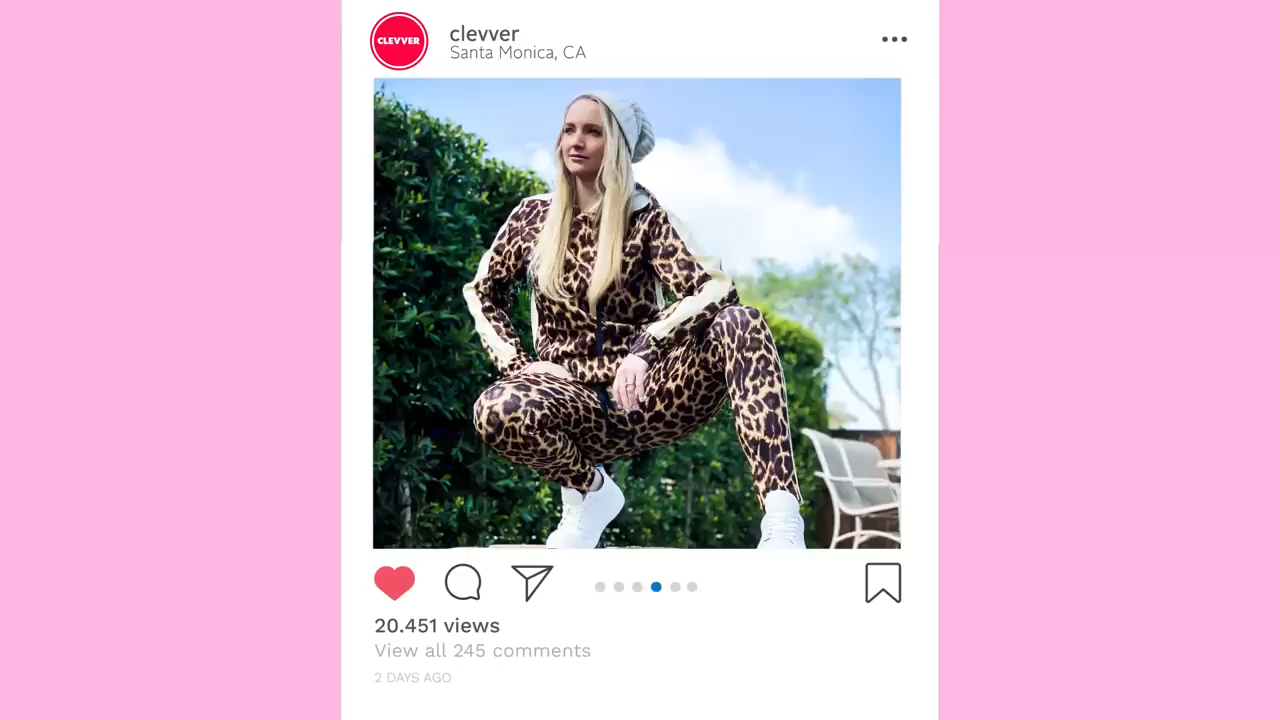 CLEVVER
clevver
Santa Monica, CA
20.451 views
View all 245 comments
2 DAYS AGO